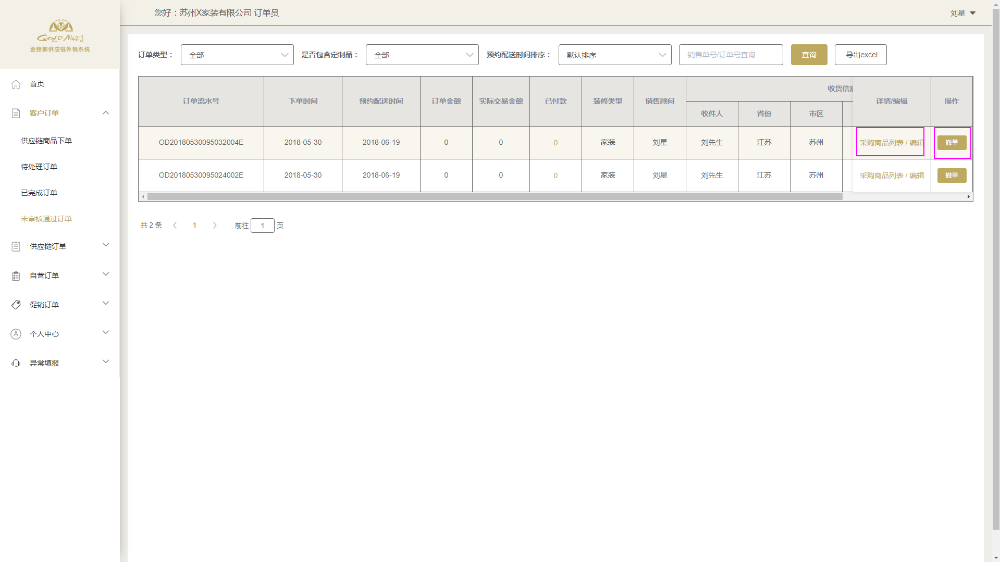 您好：苏州X家装有限公司 订单员
刘星
GOLD MATIS
金螳螂供应链外销系统
首页
客户订单
供应链商品下单
待处理订单
已完成订单
未审核通过订单
供应链订单
自营订单
促销订单
个人中心
异常填报
订单类型： 全部 是否包含定制品： 全部 预约配送时间排序： 默认排序 销售单号/订单号查询 查询 导出excel
订单流水号 下单时间 预约配送时间 订单金额 实际交易金额 已付款 装修类型 销售顾问 收货信息 详情/编辑 操作
收件人 省份 市区
OD20180530095032004E 2018-05-30 2018-06-19 0 0 0 家装 刘星 刘先生 江苏 苏州 采购商品列表 / 编辑 撤单
OD20180530095024002E 2018-05-30 2018-06-19 0 0 0 家装 刘星 刘先生 江苏 苏州 采购商品列表 / 编辑 撤单
共 2 条 1 前往 1 页